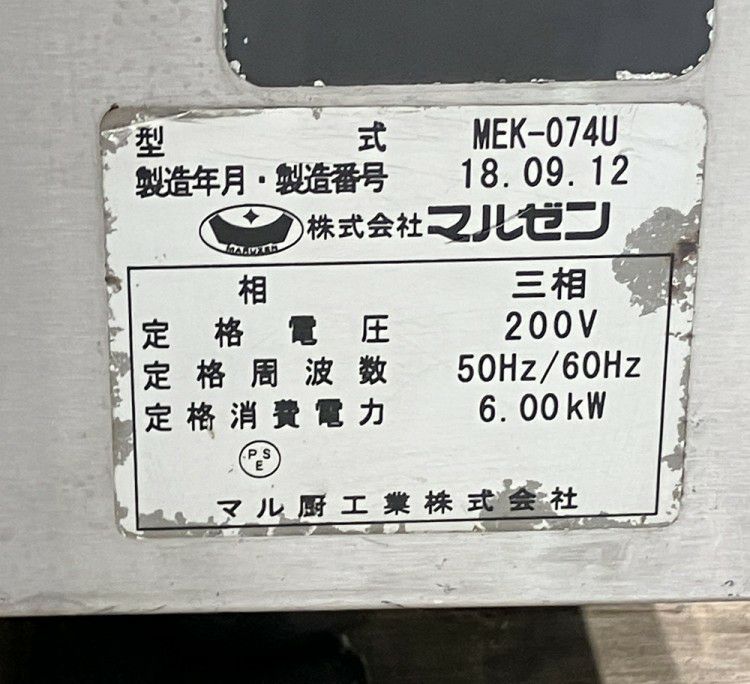 型式 MEK-074U
製造年月・製造番号 18.09.12
MARUZEN 株式会社マルゼン
相 三相
定格電圧 200V
定格周波数 50Hz/60Hz
定格消費電力 6.00kW
PS
E
マル厨工業株式会社